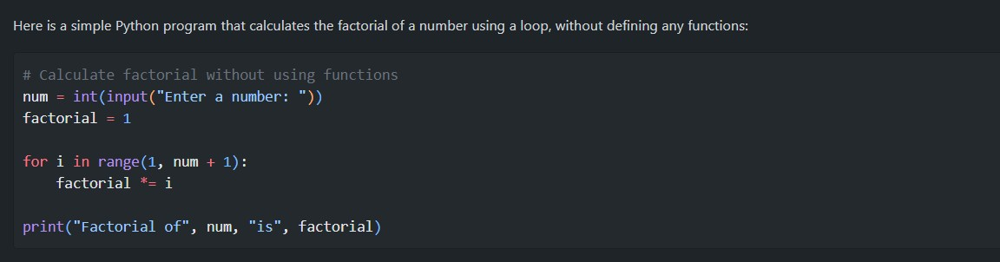 Here is a simple Python program that calculates the factorial of a number using a loop, without defining any functions:
# Calculate factorial without using functions
num = int(input("Enter a number: "))
factorial = 1
for i in range(1, num + 1):
    factorial *= i
print("Factorial of", num, "is", factorial)